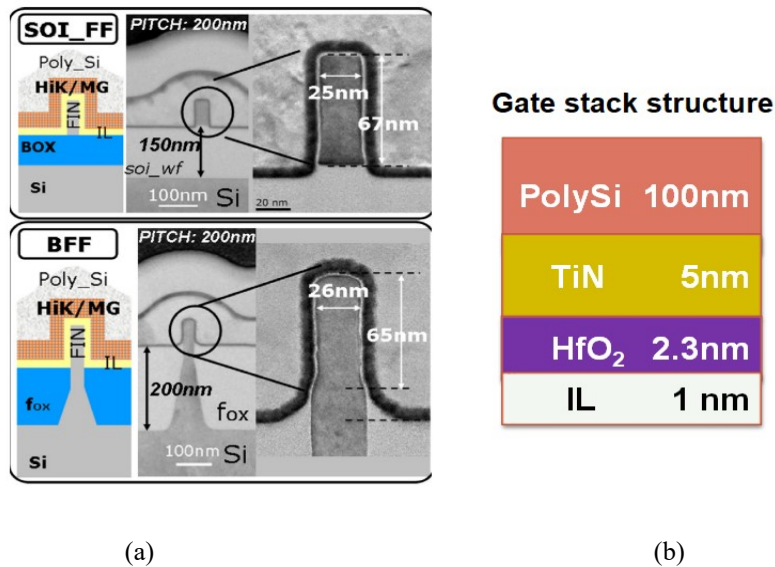 SOI_FF
Poly_Si
HiK/MG
FIN
IL
BOX
Si
PITCH: 200nm
150nm
soi_wf
100nm
Si
25nm
67nm
20 nm
BFF
Poly_Si
HiK/MG
FIN
IL
fox
Si
PITCH: 200nm
200nm
fox
100nm
Si
26nm
65nm
(a)
Gate stack structure
PolySi 100nm
TiN 5nm
HfO₂ 2.3nm
IL 1 nm
(b)